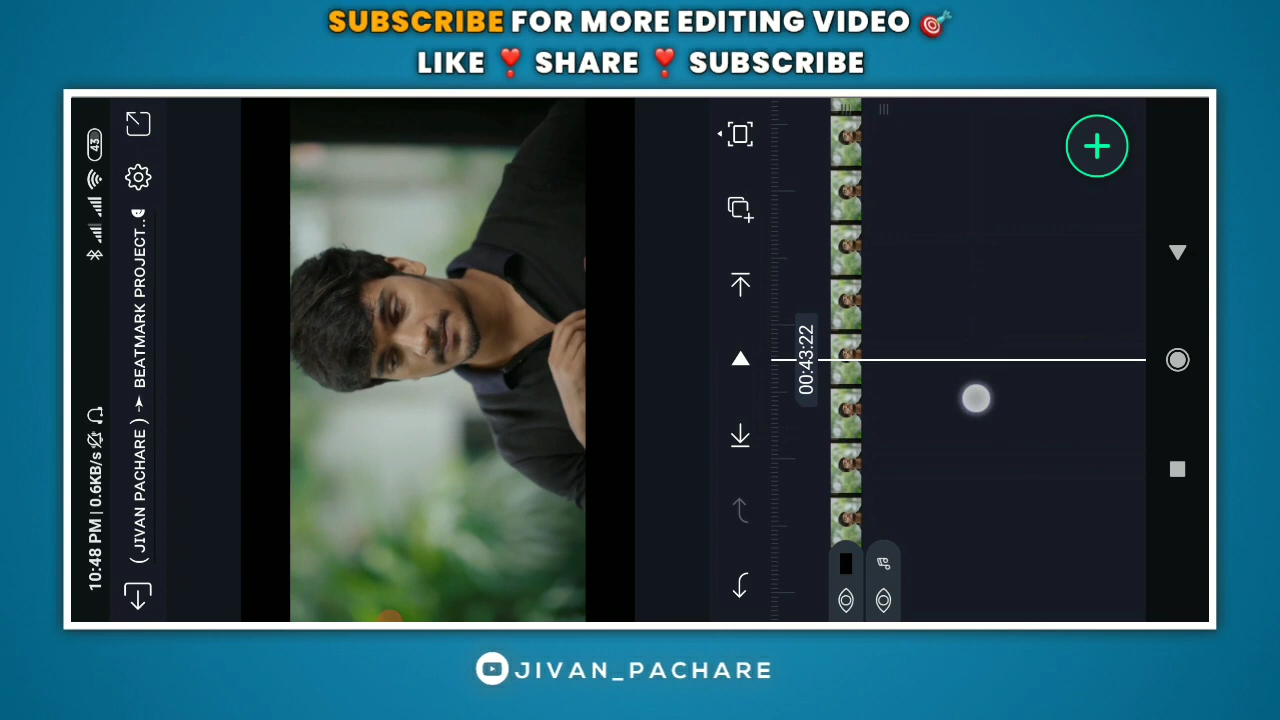 SUBSCRIBE FOR MORE EDITING VIDEO 🎯
LIKE ❣️ SHARE ❣️ SUBSCRIBE
10:48 PM | 0.6KB/s
43
( JIVAN PACHARE ) ➢ BEATMARK PROJECT..
00:43:22
JIVAN_PACHARE